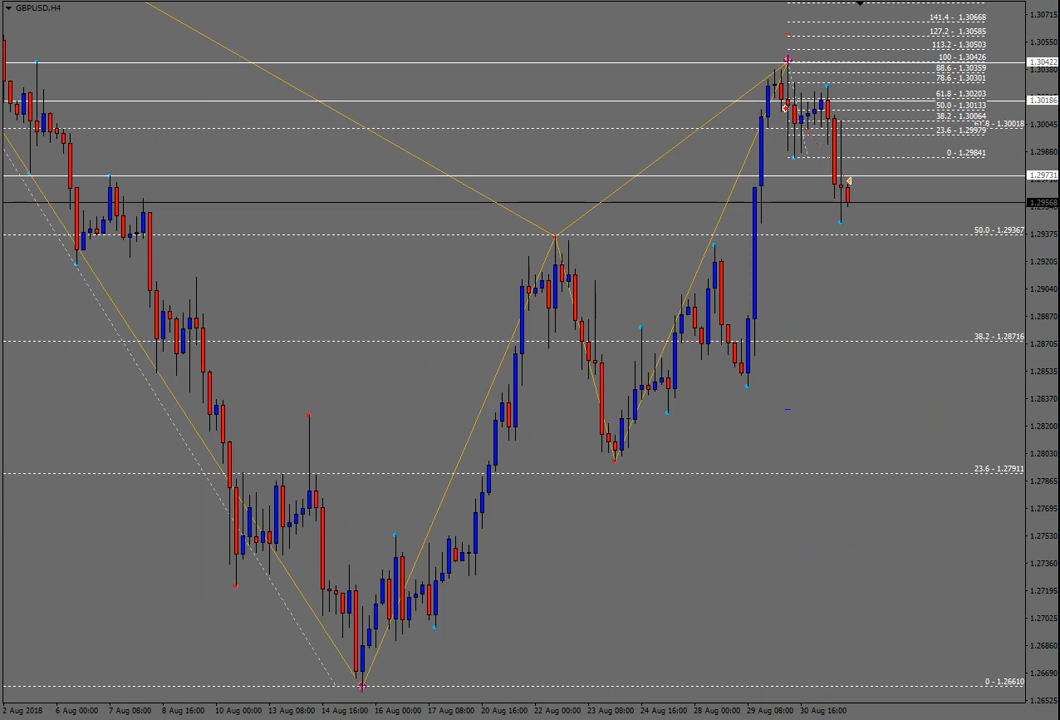 GBPUSD,H4
1.30715
141.4 - 1.30668
127.2 - 1.30585
1.30550
113.2 - 1.30503
100 - 1.30426
1.30422
88.6 - 1.30359
1.30380
78.6 - 1.30301
61.8 - 1.30203
1.30186
50.0 - 1.30133
38.2 - 1.30064
61.8 - 1.30018
1.30045
23.6 - 1.29979
0 - 1.29841
1.29880
1.29731
1.29568
50.0 - 1.29367
1.29375
1.29205
1.29040
1.28870
38.2 - 1.28716
1.28705
1.28535
1.28370
1.28200
1.28030
23.6 - 1.27911
1.27865
1.27695
1.27530
1.27360
1.27195
1.27025
1.26860
1.26690
0 - 1.26610
1.26525
2 Aug 2018
6 Aug 00:00
7 Aug 08:00
8 Aug 16:00
10 Aug 00:00
13 Aug 08:00
14 Aug 16:00
16 Aug 00:00
17 Aug 08:00
20 Aug 16:00
22 Aug 00:00
23 Aug 08:00
24 Aug 16:00
28 Aug 00:00
29 Aug 08:00
30 Aug 16:00